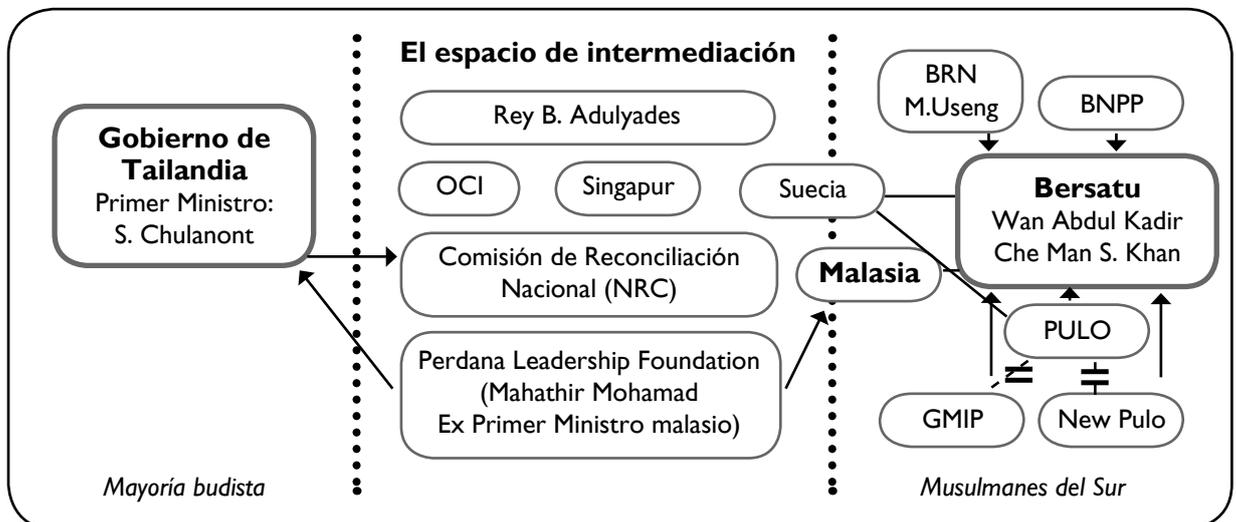 El espacio de intermediación
Gobierno de
Tailandia
Primer Ministro:
S. Chulanont
Mayoría budista
Rey B. Adulyades
OCI
Singapur
Suecia
Comisión de Reconciliación
Nacional (NRC)
Malasia
Perdana Leadership Foundation
(Mahathir Mohamad
Ex Primer Ministro malasio)
BRN
M.Useng
BNPP
Bersatu
Wan Abdul Kadir
Che Man S. Khan
PULO
GMIP
New Pulo
Musulmanes del Sur